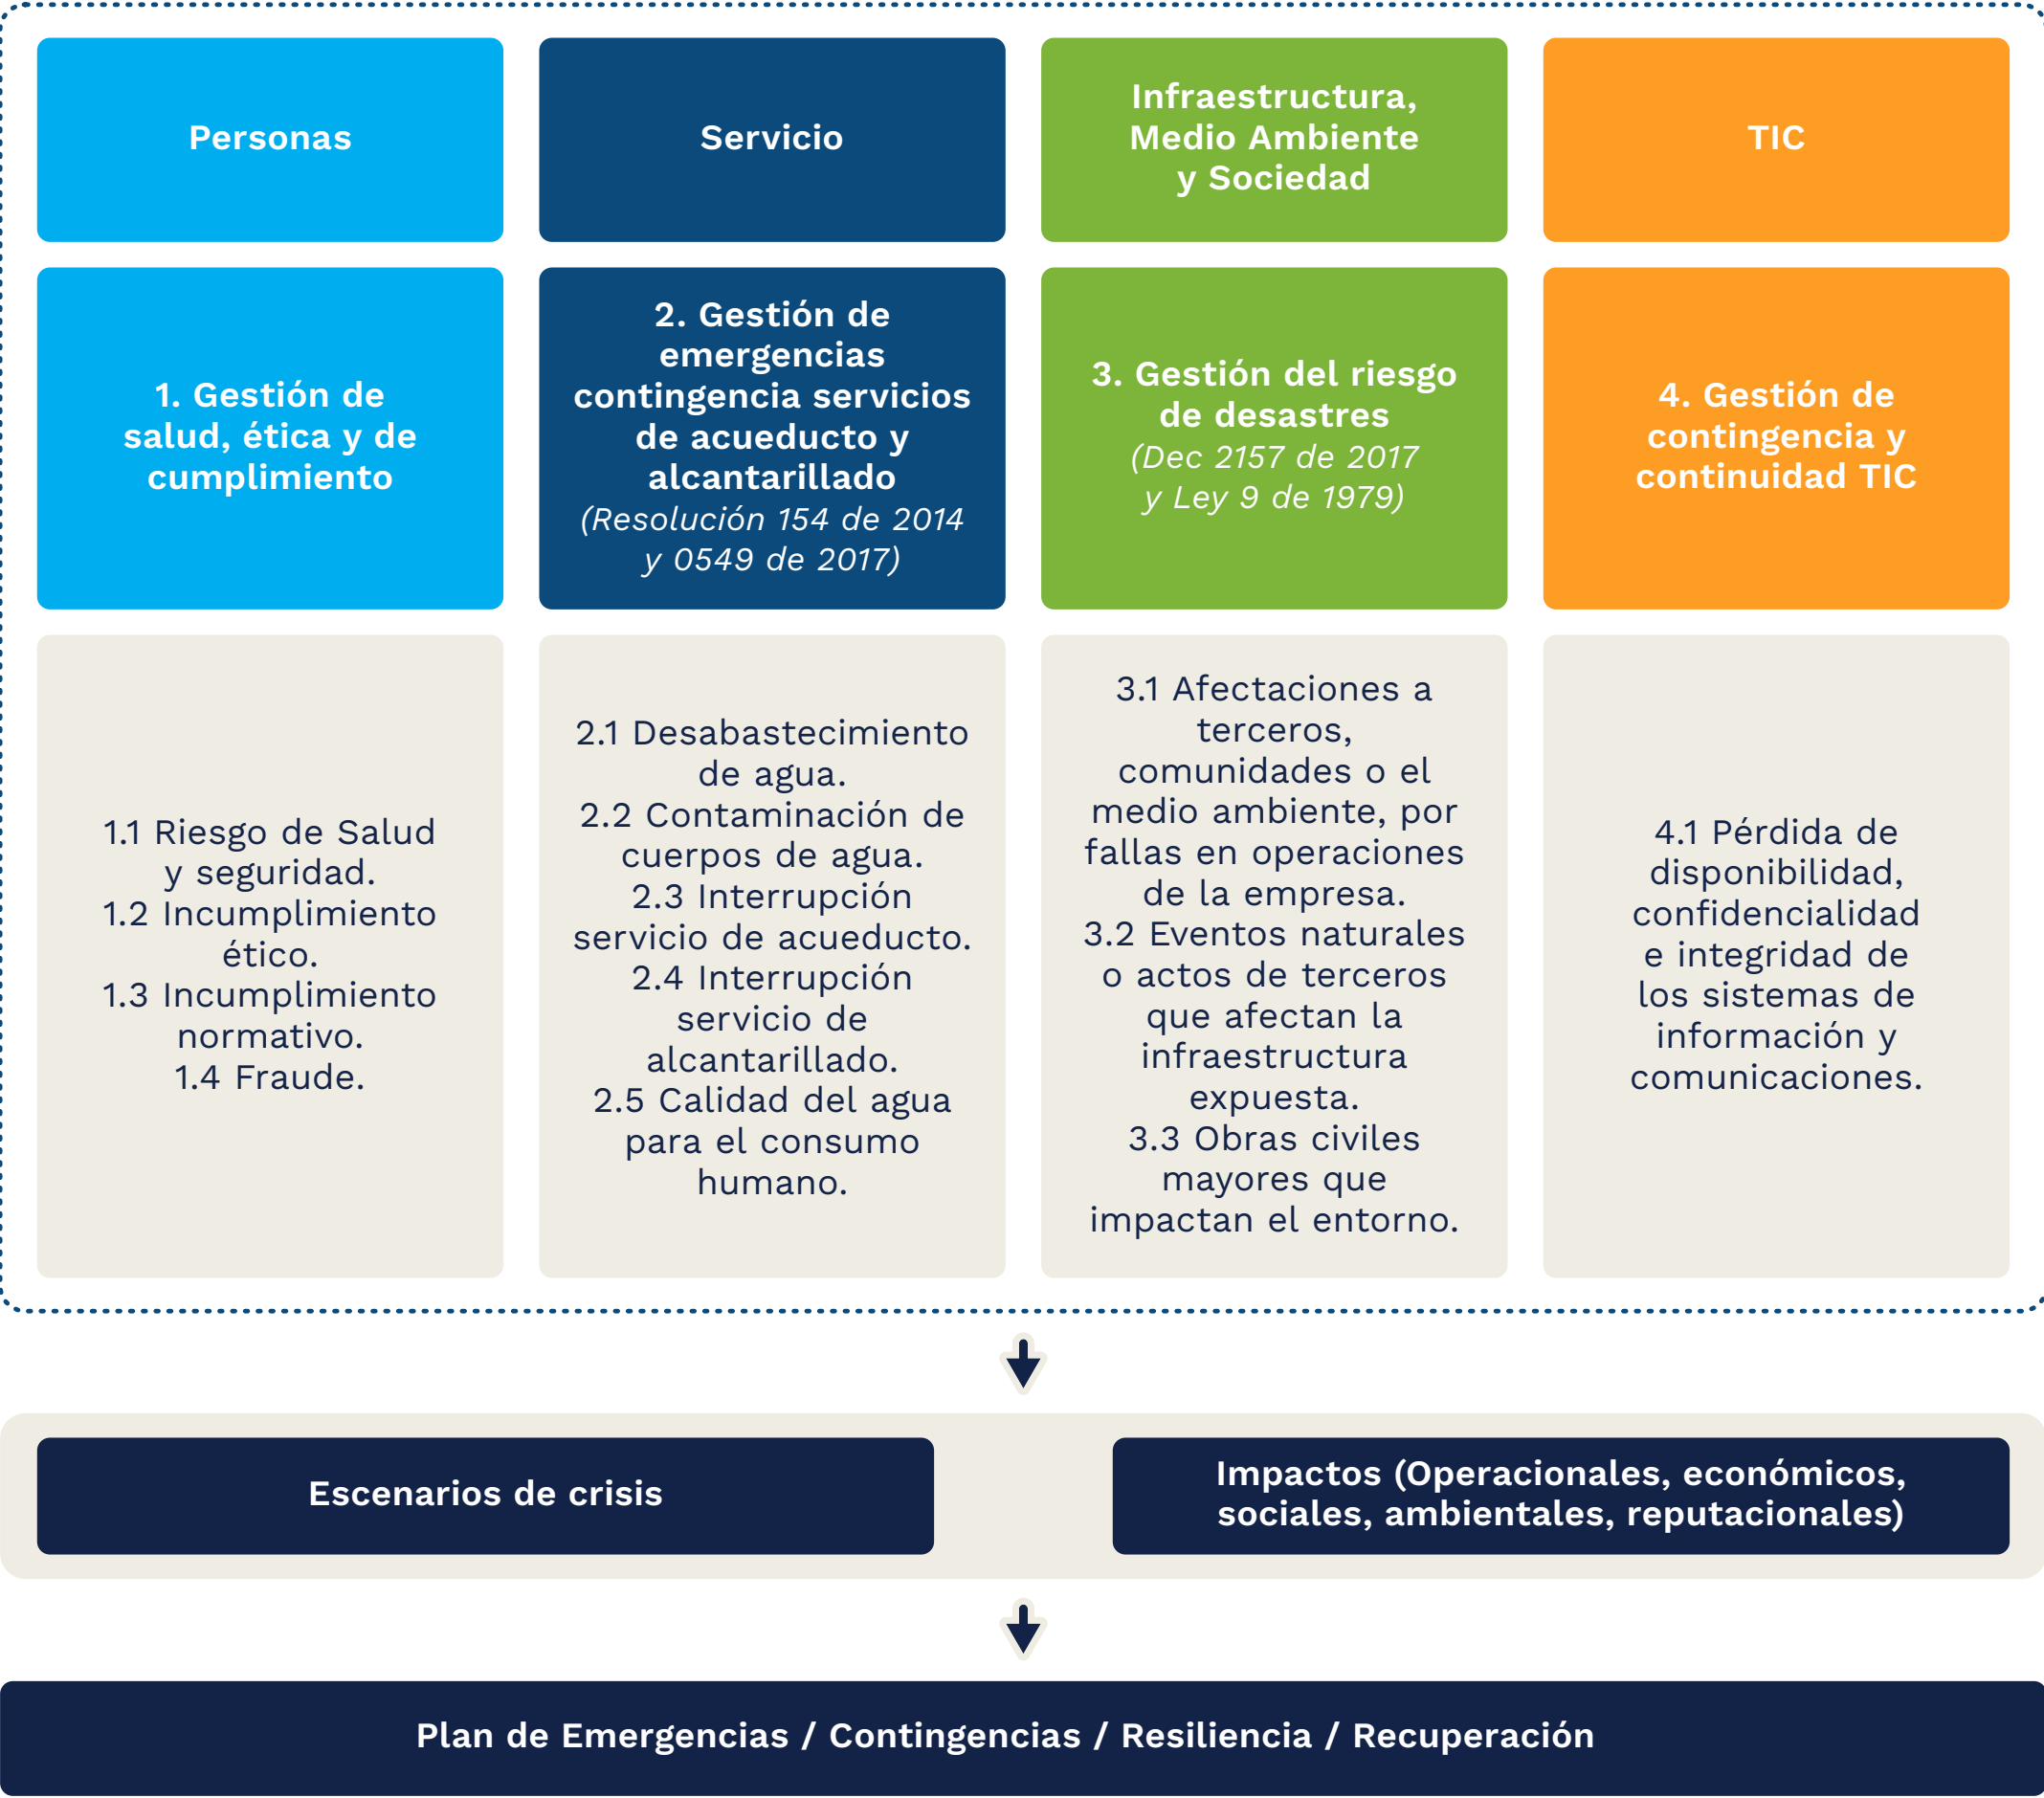 Personas
Servicio
Infraestructura,
Medio Ambiente
y Sociedad
TIC
1. Gestión de
salud, ética y de
cumplimiento
2. Gestión de
emergencias
contingencia servicios
de acueducto y
alcantarillado
(Resolución 154 de 2014
y 0549 de 2017)
3. Gestión del riesgo
de desastres
(Dec 2157 de 2017
y Ley 9 de 1979)
4. Gestión de
contingencia y
continuidad TIC
1.1 Riesgo de Salud
y seguridad.
1.2 Incumplimiento
ético.
1.3 Incumplimiento
normativo.
1.4 Fraude.
2.1 Desabastecimiento
de agua.
2.2 Contaminación de
cuerpos de agua.
2.3 Interrupción
servicio de acueducto.
2.4 Interrupción
servicio de
alcantarillado.
2.5 Calidad del agua
para el consumo
humano.
3.1 Afectaciones a
terceros,
comunidades o el
medio ambiente, por
fallas en operaciones
de la empresa.
3.2 Eventos naturales
o actos de terceros
que afectan la
infraestructura
expuesta.
3.3 Obras civiles
mayores que
impactan el entorno.
4.1 Pérdida de
disponibilidad,
confidencialidad
e integridad de
los sistemas de
información y
comunicaciones.
Escenarios de crisis
Impactos (Operacionales, económicos,
sociales, ambientales, reputacionales)
Plan de Emergencias / Contingencias / Resiliencia / Recuperación